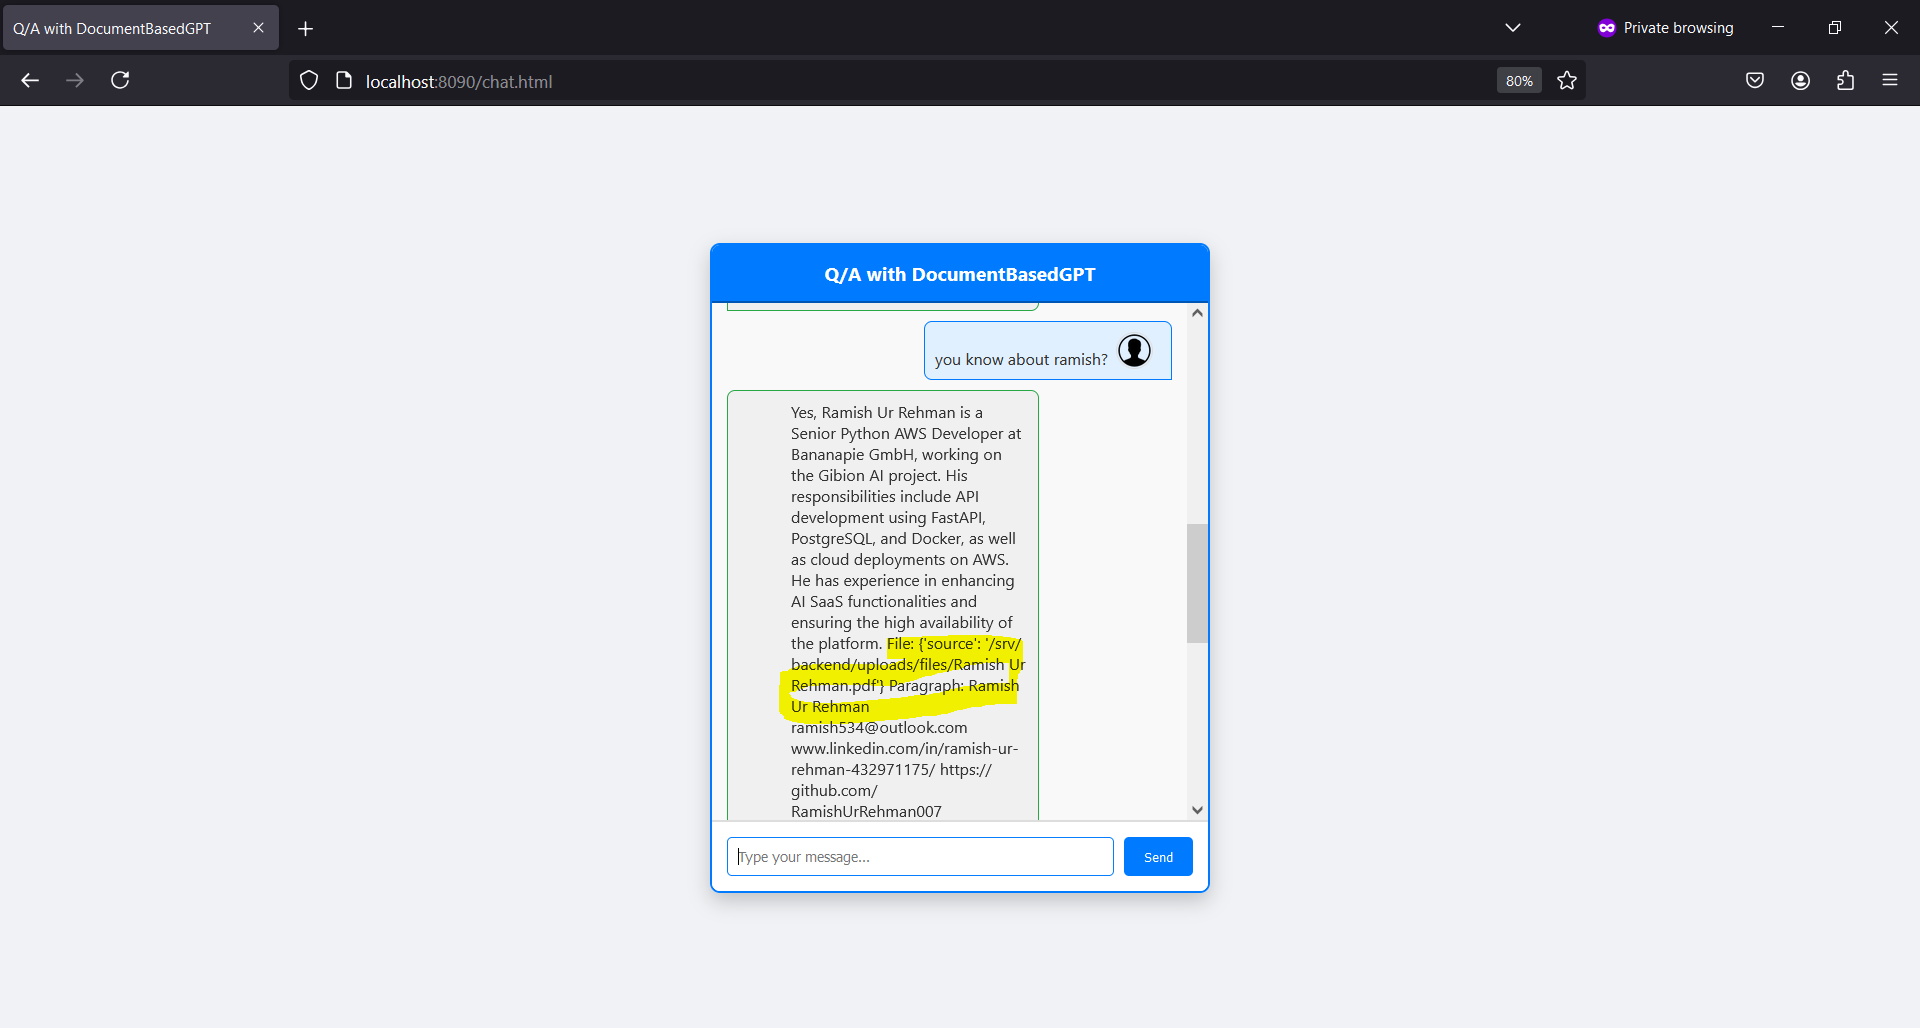 Q/A with DocumentBasedGPT
Private browsing
localhost:8090/chat.html
80%
Q/A with DocumentBasedGPT
you know about ramish?
Yes, Ramish Ur Rehman is a
Senior Python AWS Developer at
Bananapie GmbH, working on
the Gibion AI project. His
responsibilities include API
development using FastAPI,
PostgreSQL, and Docker, as well
as cloud deployments on AWS.
He has experience in enhancing
AI SaaS functionalities and
ensuring the high availability of
the platform. File: {'source': '/srv/
backend/uploads/files/Ramish Ur
Rehman.pdf'} Paragraph: Ramish
Ur Rehman
ramish534@outlook.com
www.linkedin.com/in/ramish-ur-
rehman-432971175/ https://
github.com/
RamishUrRehman007
Type your message...
Send